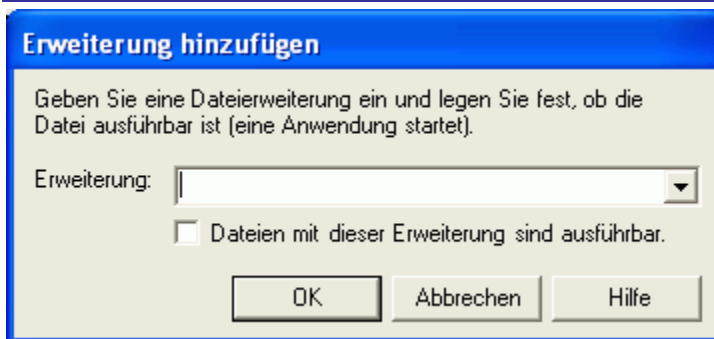 Erweiterung hinzufügen
Geben Sie eine Dateierweiterung ein und legen Sie fest, ob die
Datei ausführbar ist (eine Anwendung startet).
Erweiterung:
Dateien mit dieser Erweiterung sind ausführbar.
OK Abbrechen Hilfe